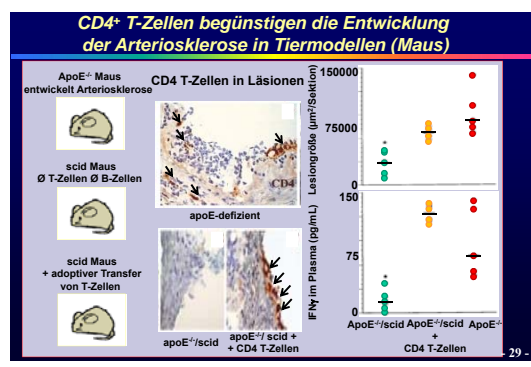 CD4⁺ T-Zellen begünstigen die Entwicklung
der Arteriosklerose in Tiermodellen (Maus)
ApoE⁻/⁻ Maus
entwickelt Arteriosklerose
scid Maus
Ø T-Zellen Ø B-Zellen
scid Maus
+ adoptiver Transfer
von T-Zellen
CD4 T-Zellen in Läsionen
CD4
apoE-defizient
apoE⁻/⁻/scid
apoE⁻/⁻/ scid +
+ CD4 T-Zellen
Lesiongröße (µm²/Sektion)
150000
75000
0
*
IFNγ im Plasma (pg/mL)
150
75
0
*
ApoE⁻/⁻/scid
ApoE⁻/⁻/scid
+
CD4 T-Zellen
ApoE⁻/⁻
- 29 -